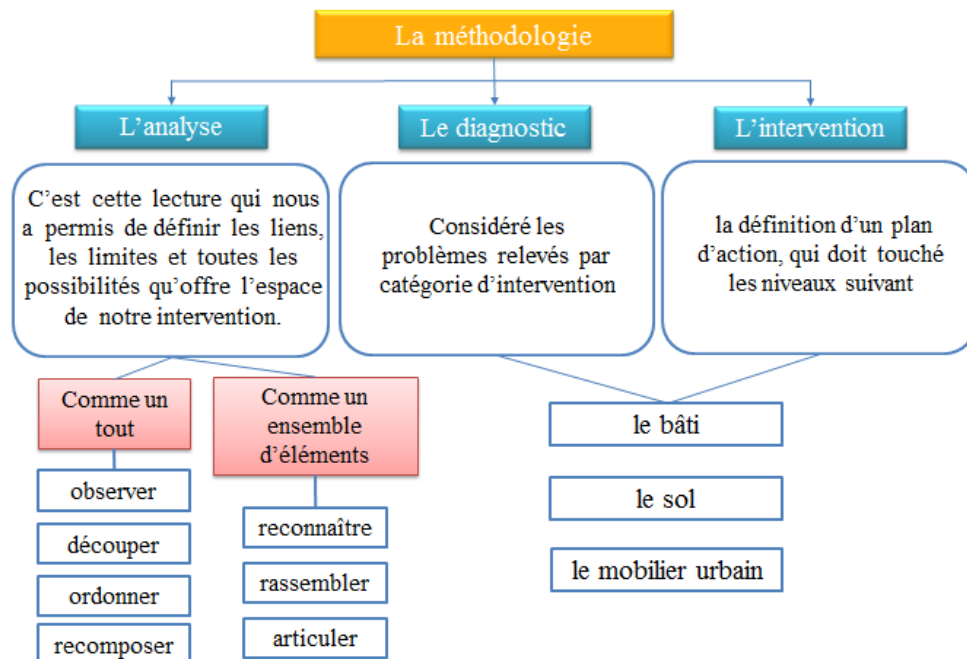 La méthodologie
L'analyse
Le diagnostic
L'intervention
C'est cette lecture qui nous
a permis de définir les liens,
les limites et toutes les
possibilités qu'offre l'espace
de notre intervention.
Considéré les
problèmes relevés par
catégorie d'intervention
la définition d'un plan
d'action, qui doit touché
les niveaux suivant
Comme un
tout
observer
découper
ordonner
recomposer
Comme un
ensemble
d'éléments
reconnaître
rassembler
articuler
le bâti
le sol
le mobilier urbain